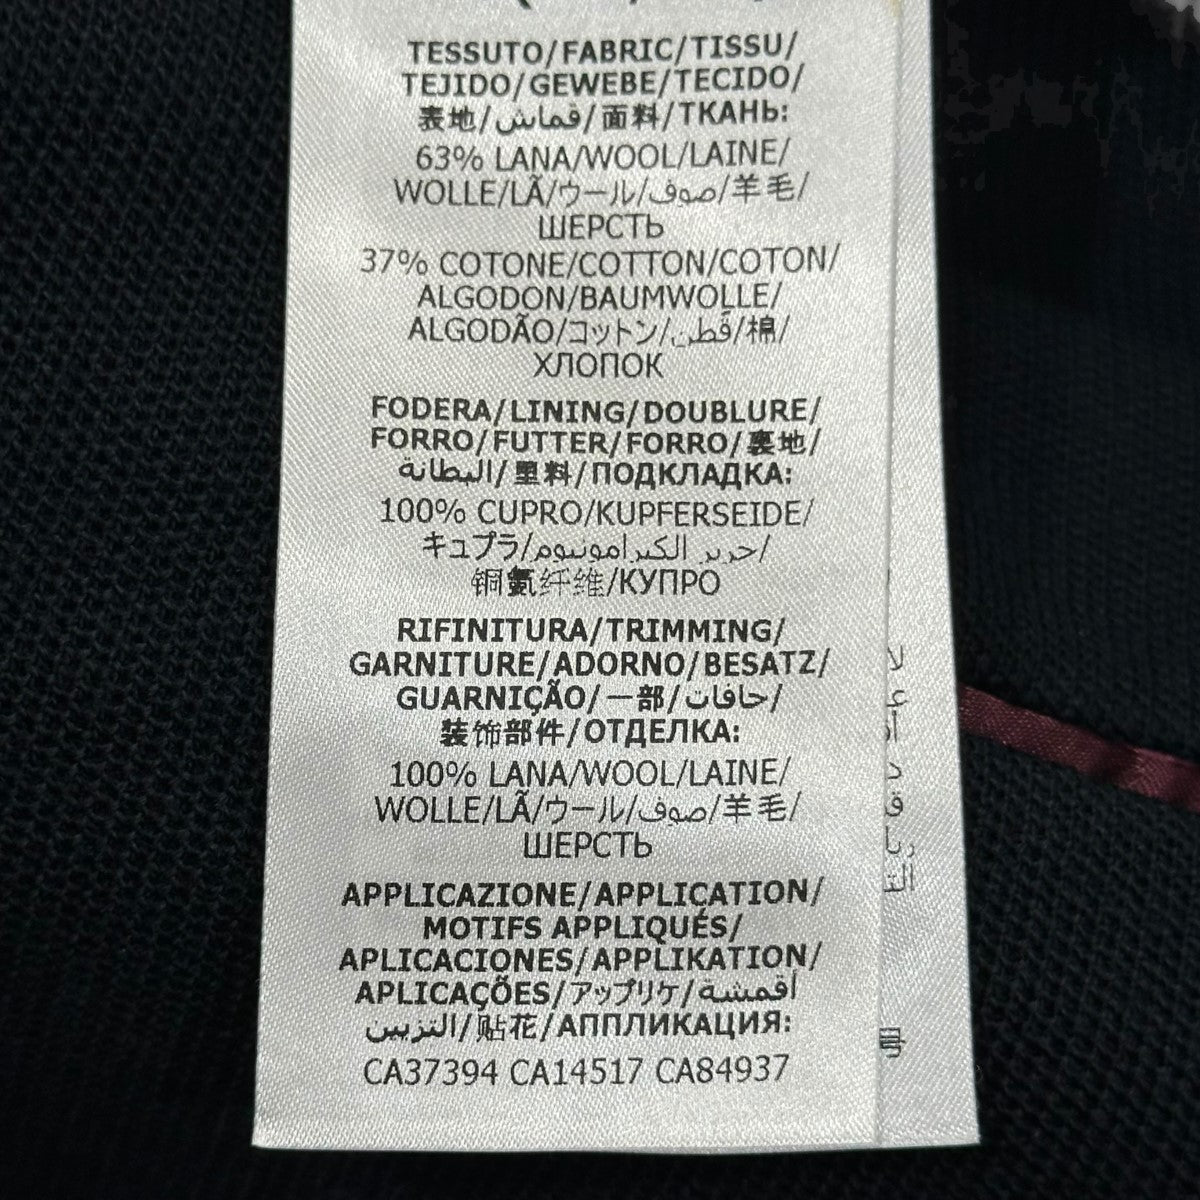 TESSUTO/FABRIC/TISSU/
TEJIDO/GEWEBE/TECIDO/
表地/قماش/面料/ТКАНЬ:
63% LANA/WOOL/LAINE/
WOLLE/LÃ/ウール/صوف/羊毛/
ШЕРСТЬ
37% COTONE/COTTON/COTON/
ALGODON/BAUMWOLLE/
ALGODÃO/コットン/قطن/棉/
ХЛОПОК
FODERA/LINING/DOUBLURE/
FORRO/FUTTER/FORRO/裏地/
البطانة/里料/ПОДКЛАДКА:
100% CUPRO/KUPFERSEIDE/
キュプラ/حرير الكبرامونيوم/
铜氨纤维/КУПРО
RIFINITURA/TRIMMING/
GARNITURE/ADORNO/BESATZ/
GUARNIÇÃO/一部/حافات/
装饰部件/ОТДЕЛКА:
100% LANA/WOOL/LAINE/
WOLLE/LÃ/ウール/صوف/羊毛/
ШЕРСТЬ
APPLICAZIONE/APPLICATION/
MOTIFS APPLIQUÉS/
APLICACIONES/APPLIKATION/
APLICAÇÕES/アップリケ/أقمشة
التزيين/贴花/АППЛИКАЦИЯ:
CA37394 CA14517 CA84937
号